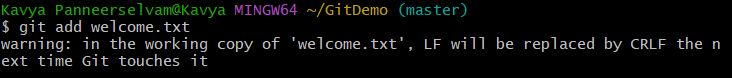 Kavya Panneerselvam@Kavya MINGW64 ~/GitDemo (master)
$ git add welcome.txt
warning: in the working copy of 'welcome.txt', LF will be replaced by CRLF the n
ext time Git touches it